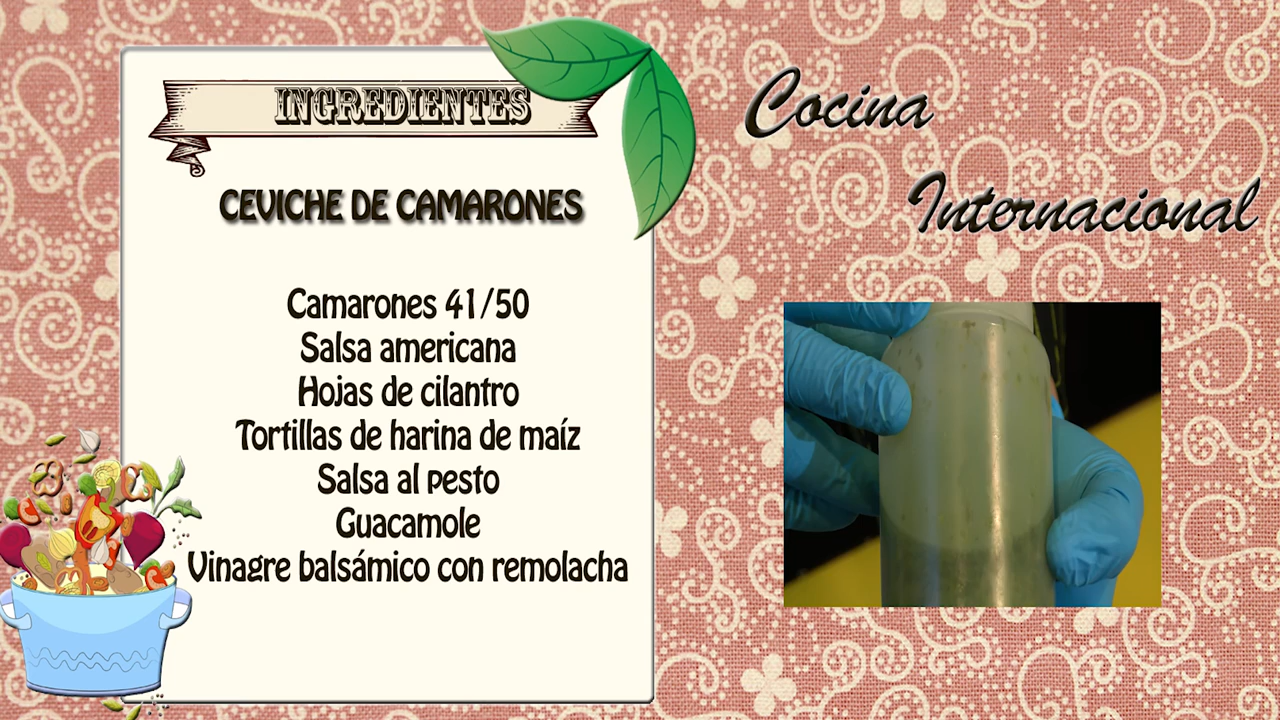 INGREDIENTES
CEVICHE DE CAMARONES
Camarones 41/50
Salsa americana
Hojas de cilantro
Tortillas de harina de maíz
Salsa al pesto
Guacamole
Vinagre balsámico con remolacha
Cocina
Internacional